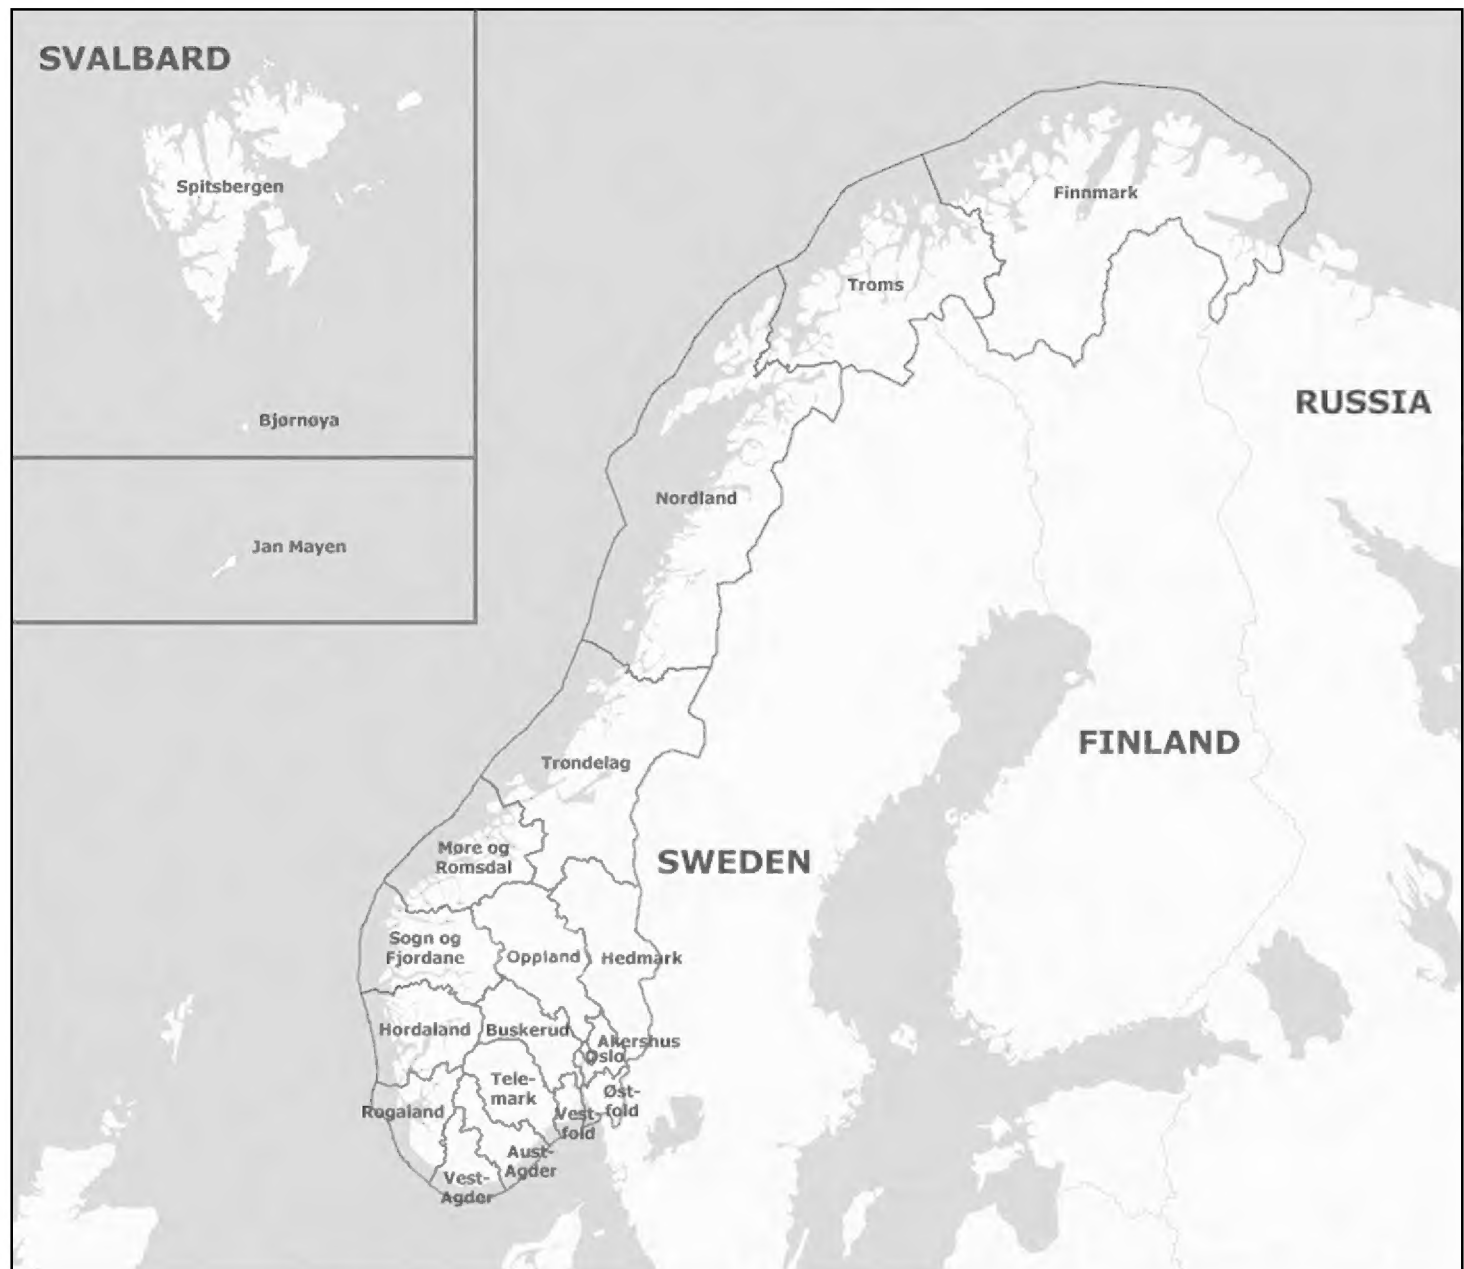 SVALBARD
Spitsbergen
Bjørnøya
Jan Mayen
Finnmark
Troms
RUSSIA
Nordland
FINLAND
Trøndelag
Møre og
Romsdal
SWEDEN
Sogn og
Fjordane
Oppland
Hedmark
Hordaland
Buskerud
Akershus
Oslo
Tele-
mark
Øst-
fold
Rogaland
Vest-
fold
Aust-
Agder
Vest-
Agder